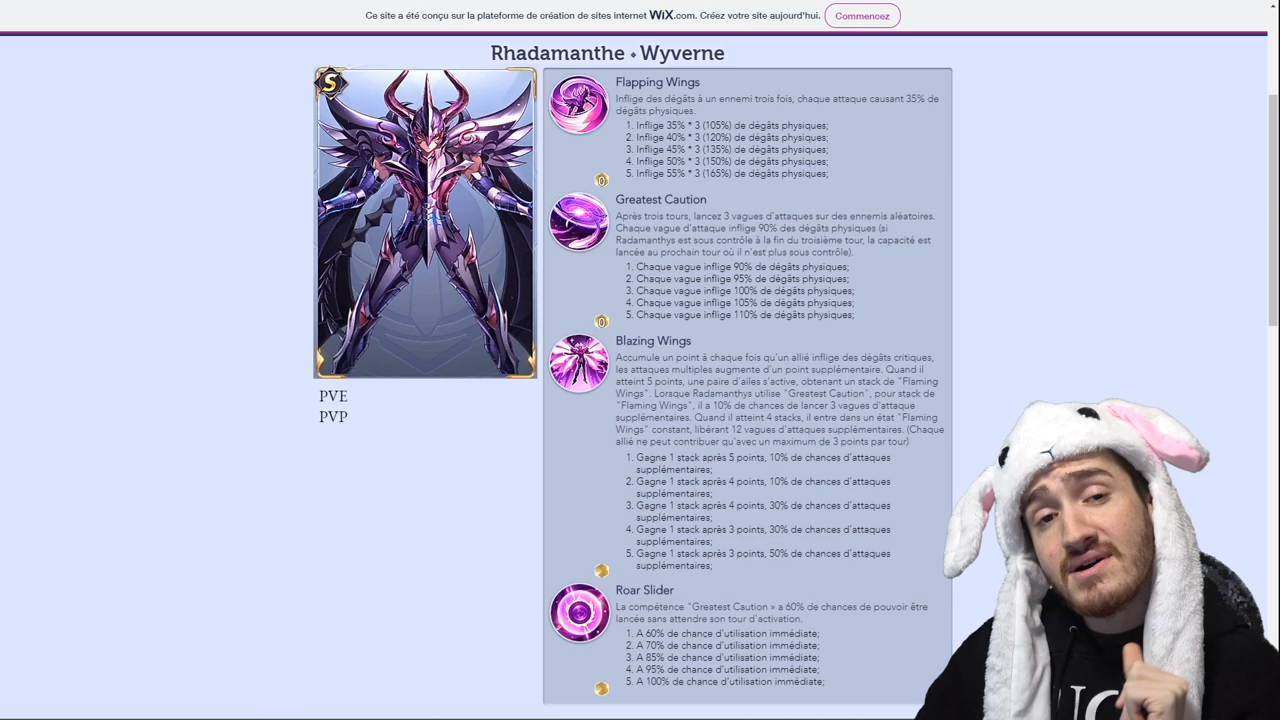 Ce site a été conçu sur la plateforme de création de sites internet WiX.com. Créez votre site aujourd'hui. Commencez
Rhadamanthe • Wyverne
S
Flapping Wings
Inflige des dégâts à un ennemi trois fois, chaque attaque causant 35% de
dégâts physiques.
1. Inflige 35% * 3 (105%) de dégâts physiques;
2. Inflige 40% * 3 (120%) de dégâts physiques;
3. Inflige 45% * 3 (135%) de dégâts physiques;
4. Inflige 50% * 3 (150%) de dégâts physiques;
5. Inflige 55% * 3 (165%) de dégâts physiques;
0
Greatest Caution
Après trois tours, lancez 3 vagues d'attaques sur des ennemis aléatoires.
Chaque vague d'attaque inflige 90% des dégâts physiques (si
Radamanthys est sous contrôle à la fin du troisième tour, la capacité est
lancée au prochain tour où il n'est plus sous contrôle).
1. Chaque vague inflige 90% de dégâts physiques;
2. Chaque vague inflige 95% de dégâts physiques;
3. Chaque vague inflige 100% de dégâts physiques;
4. Chaque vague inflige 105% de dégâts physiques;
5. Chaque vague inflige 110% de dégâts physiques;
0
Blazing Wings
Accumule un point à chaque fois qu'un allié inflige des dégâts critiques,
les attaques multiples augmente d'un point supplémentaire. Quand il
atteint 5 points, une paire d'ailes s'active, obtenant un stack de "Flaming
Wings". Lorsque Radamanthys utilise "Greatest Caution", pour stack de
"Flaming Wings", il a 10% de chances de lancer 3 vagues d'attaque
supplémentaires. Quand il atteint 4 stacks, il entre dans un état "Flaming
Wings" constant, libérant 12 vagues d'attaques supplémentaires. (Chaque
allié ne peut contribuer qu'avec un maximum de 3 points par tour)
1. Gagne 1 stack après 5 points, 10% de chances d'attaques
supplémentaires;
2. Gagne 1 stack après 4 points, 10% de chances d'attaques
supplémentaires;
3. Gagne 1 stack après 4 points, 30% de chances d'attaques
supplémentaires;
4. Gagne 1 stack après 3 points, 30% de chances d'attaques
supplémentaires;
5. Gagne 1 stack après 3 points, 50% de chances d'attaques
supplémentaires;
Roar Slider
La compétence "Greatest Caution » a 60% de chances de pouvoir être
lancée sans attendre son tour d'activation.
1. A 60% de chance d'utilisation immédiate;
2. A 70% de chance d'utilisation immédiate;
3. A 85% de chance d'utilisation immédiate;
4. A 95% de chance d'utilisation immédiate;
5. A 100% de chance d'utilisation immédiate;
PVE
PVP